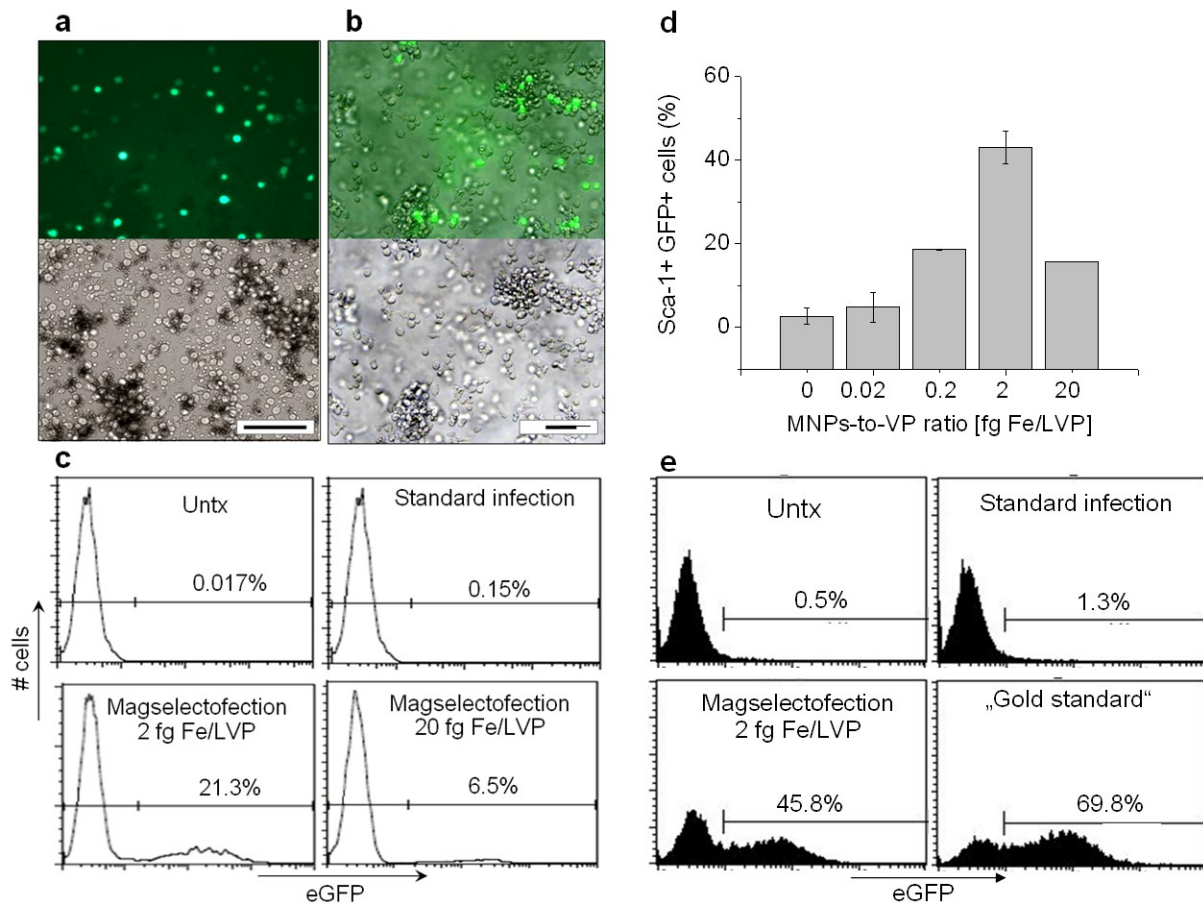 a
b
d
60
40
20
0
Sca-1+ GFP+ cells (%)
0 0.02 0.2 2 20
MNPs-to-VP ratio [fg Fe/LVP]
c
Untx
0.017%
Standard infection
0.15%
Magselectofection
2 fg Fe/LVP
21.3%
Magselectofection
20 fg Fe/LVP
6.5%
# cells
eGFP
e
Untx
0.5%
Standard infection
1.3%
Magselectofection
2 fg Fe/LVP
45.8%
„Gold standard“
69.8%
eGFP